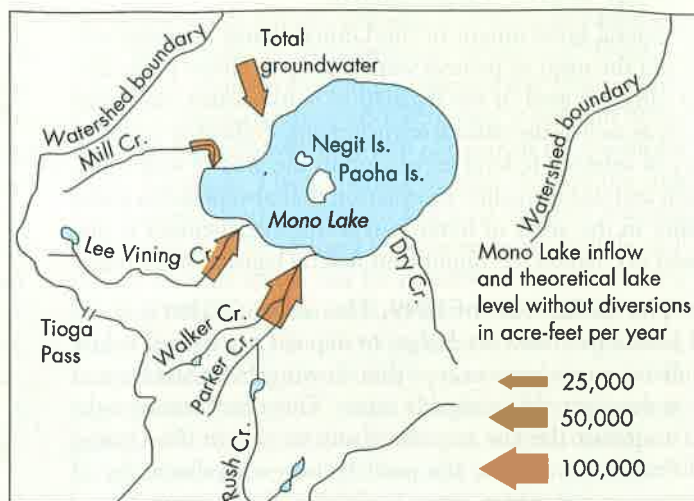 Total
groundwater
Watershed boundary
Watershed boundary
Mill Cr.
Negit Is.
Paoha Is.
Mono Lake
Lee Vining Cr.
Dry Cr.
Mono Lake inflow
and theoretical lake
level without diversions
in acre-feet per year
Tioga
Pass
Walker Cr.
Parker Cr.
Rush Cr.
25,000
50,000
100,000